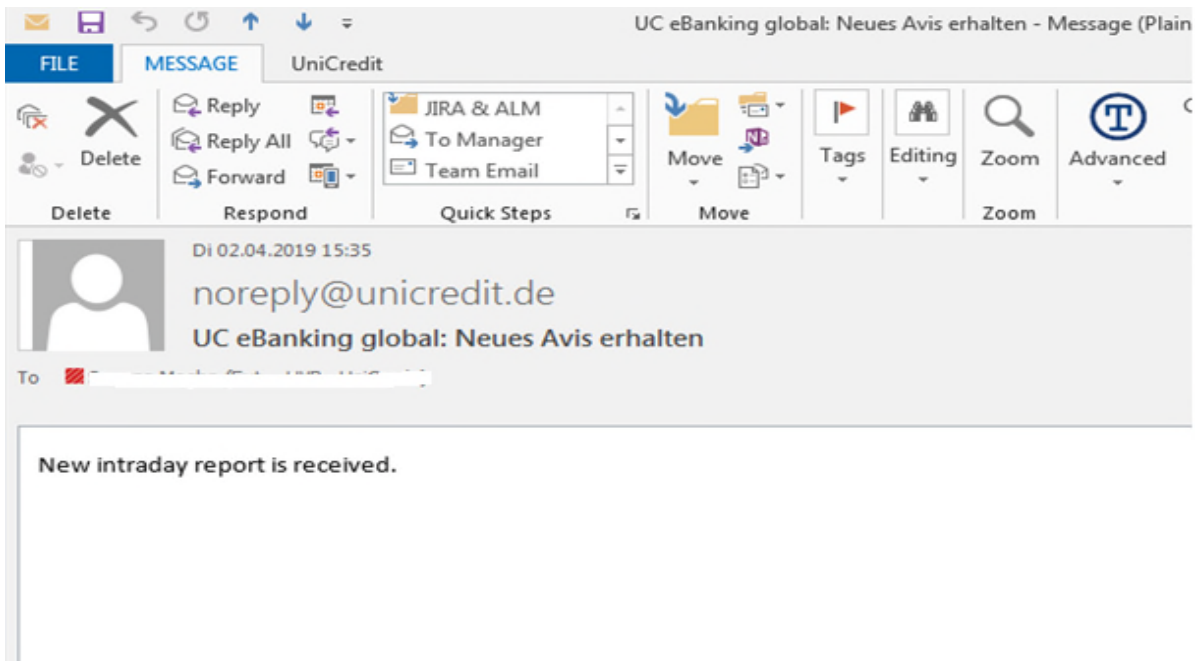 UC eBanking global: Neues Avis erhalten - Message (Plain
FILE MESSAGE UniCredit
Reply
Reply All
Forward
Delete
JIRA & ALM
To Manager
Team Email
Move
Tags
Editing
Zoom
Advanced
Delete Respond Quick Steps Move Zoom
Di 02.04.2019 15:35
noreply@unicredit.de
UC eBanking global: Neues Avis erhalten
To
New intraday report is received.